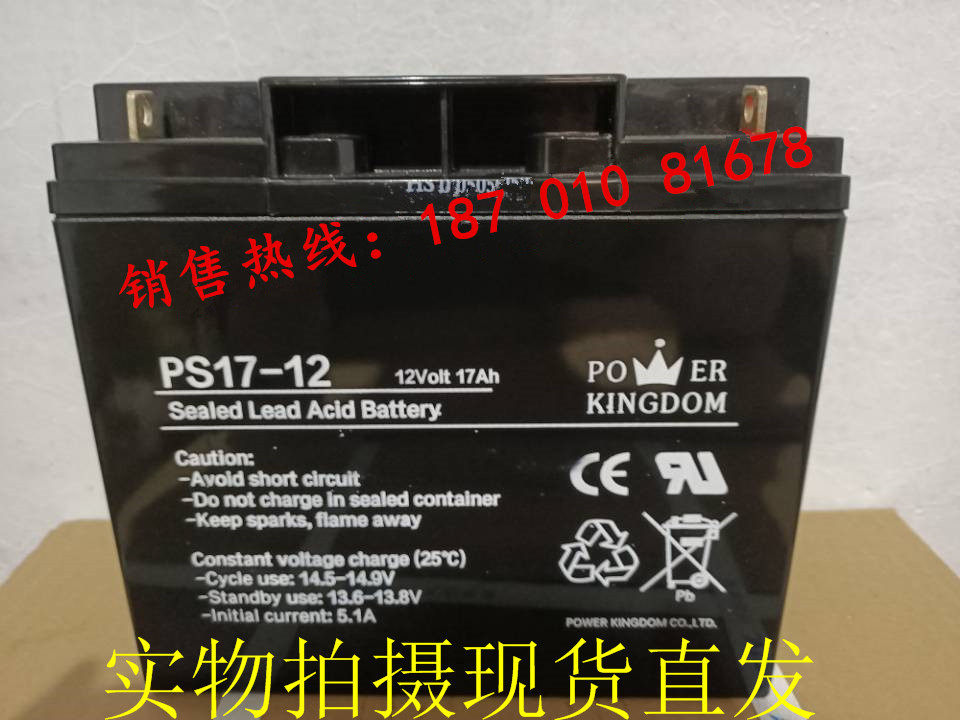 销售热线：187 010 81678
PS17-12 12Volt 17Ah
Sealed Lead Acid Battery
POWER
KINGDOM
Caution:
-Avoid short circuit
-Do not charge in sealed container
-Keep sparks, flame away
Constant voltage charge (25℃)
-Cycle use: 14.5-14.9V
-Standby use: 13.6-13.8V
-Initial current: 5.1A
CE
Pb
POWER KINGDOM CO.,LTD.
实物拍摄现货直发